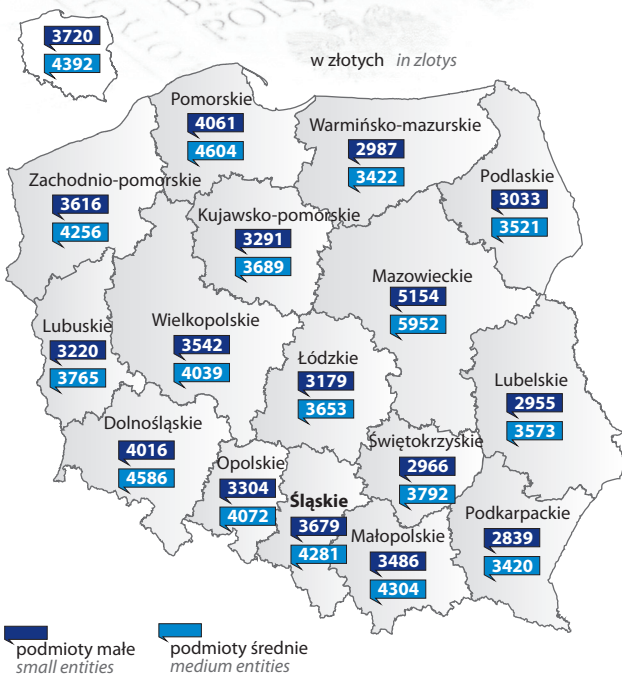 3720
4392
w złotych in zlotys
Pomorskie
4061
4604
Warmińsko-mazurskie
2987
3422
Podlaskie
3033
3521
Zachodnio-pomorskie
3616
4256
Kujawsko-pomorskie
3291
3689
Mazowieckie
5154
5952
Lubuskie
3220
3765
Wielkopolskie
3542
4039
Łódzkie
3179
3653
Lubelskie
2955
3573
Dolnośląskie
4016
4586
Opolskie
3304
4072
Śląskie
3679
4281
Świętokrzyskie
2966
3792
Małopolskie
3486
4304
Podkarpackie
2839
3420
podmioty małe
small entities
podmioty średnie
medium entities